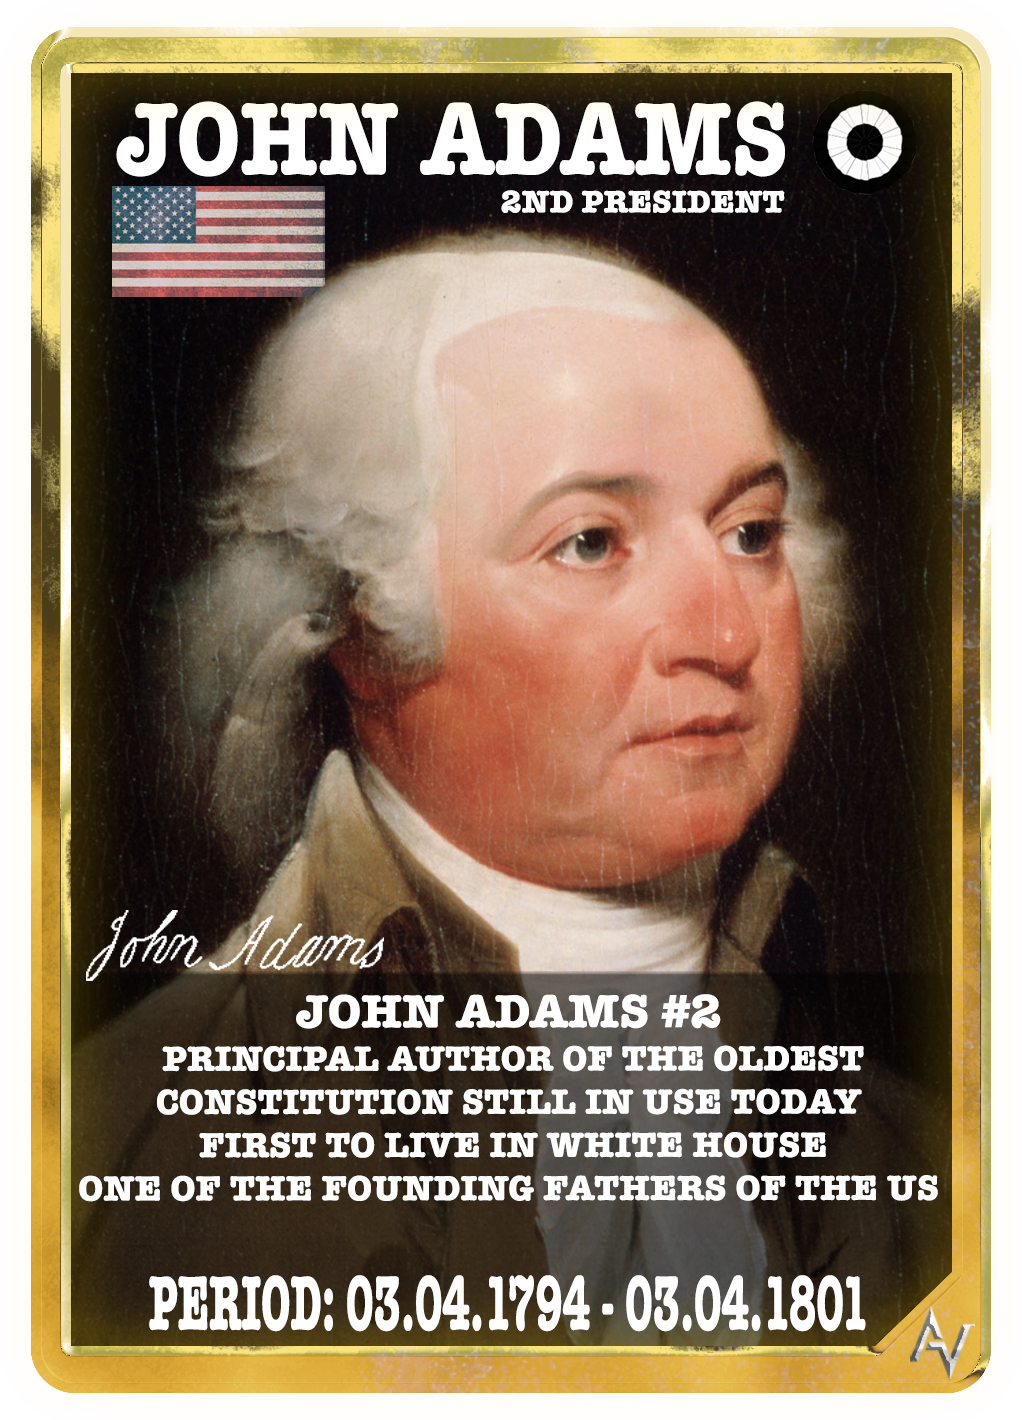 JOHN ADAMS
2ND PRESIDENT
John Adams
JOHN ADAMS #2
PRINCIPAL AUTHOR OF THE OLDEST
CONSTITUTION STILL IN USE TODAY
FIRST TO LIVE IN WHITE HOUSE
ONE OF THE FOUNDING FATHERS OF THE US
PERIOD: 03.04.1794 - 03.04.1801
AV